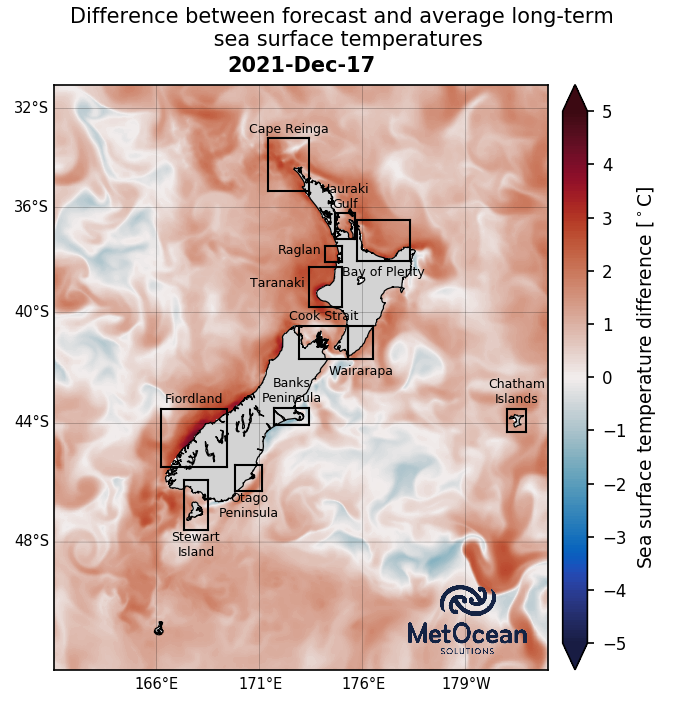 Difference between forecast and average long-term
sea surface temperatures
2021-Dec-17
32°S
36°S
40°S
44°S
48°S
Cape Reinga
Hauraki
Gulf
Raglan
Bay of Plenty
Taranaki
Cook Strait
Wairarapa
Banks
Peninsula
Fiordland
Chatham
Islands
Otago
Peninsula
Stewart
Island
MetOcean
SOLUTIONS
166°E
171°E
176°E
179°W
5
4
3
2
1
0
−1
−2
−3
−4
−5
Sea surface temperature difference [°C]